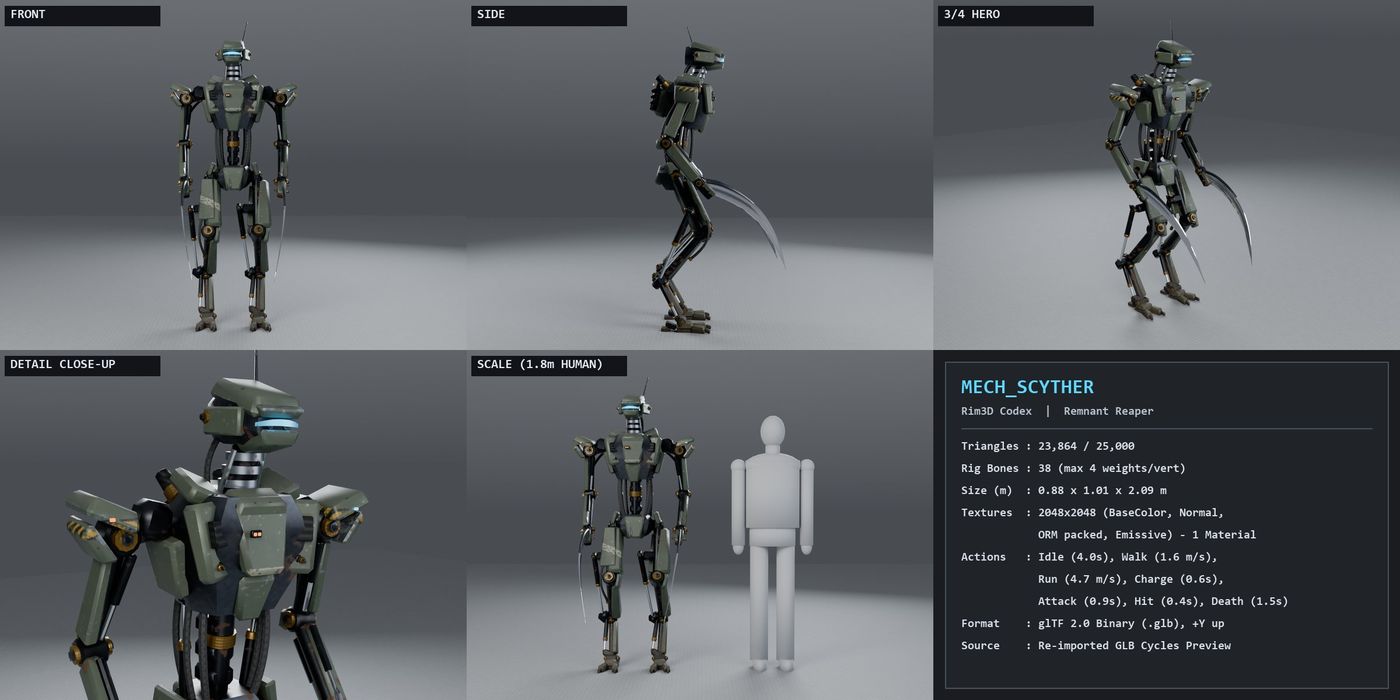 FRONT
SIDE
3/4 HERO
DETAIL CLOSE-UP
SCALE (1.8m HUMAN)
MECH_SCYTHER
Rim3D Codex | Remnant Reaper
Triangles : 23,864 / 25,000
Rig Bones : 38 (max 4 weights/vert)
Size (m) : 0.88 x 1.01 x 2.09 m
Textures : 2048x2048 (BaseColor, Normal,
ORM packed, Emissive) - 1 Material
Actions : Idle (4.0s), Walk (1.6 m/s),
Run (4.7 m/s), Charge (0.6s),
Attack (0.9s), Hit (0.4s), Death (1.5s)
Format : glTF 2.0 Binary (.glb), +Y up
Source : Re-imported GLB Cycles Preview